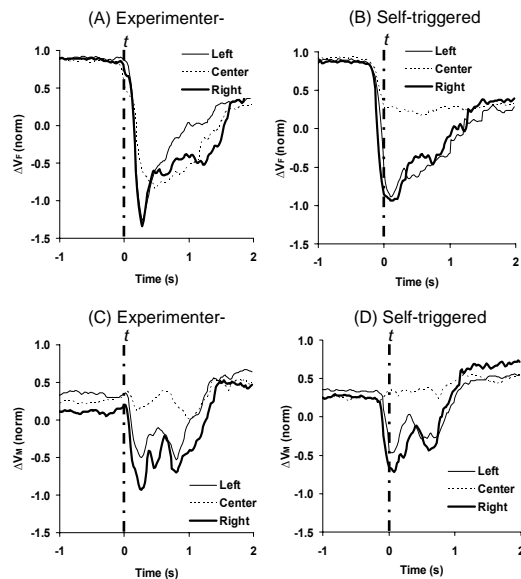 (A) Experimenter-
(B) Self-triggered
t
t
Left
Center
Right
Left
Center
Right
1.0
0.5
0.0
-0.5
-1.0
-1.5
ΔVF (norm)
1.0
0.5
0.0
-0.5
-1.0
-1.5
ΔVF (norm)
-1 0 1 2
-1 0 1 2
Time (s)
Time (s)
(C) Experimenter-
(D) Self-triggered
t
t
1.0
0.5
0.0
-0.5
-1.0
-1.5
ΔVM (norm)
1.0
0.5
0.0
-0.5
-1.0
-1.5
ΔVM (norm)
Left
Center
Right
Left
Center
Right
-1 0 1 2
-1 0 1 2
Time (s)
Time (s)